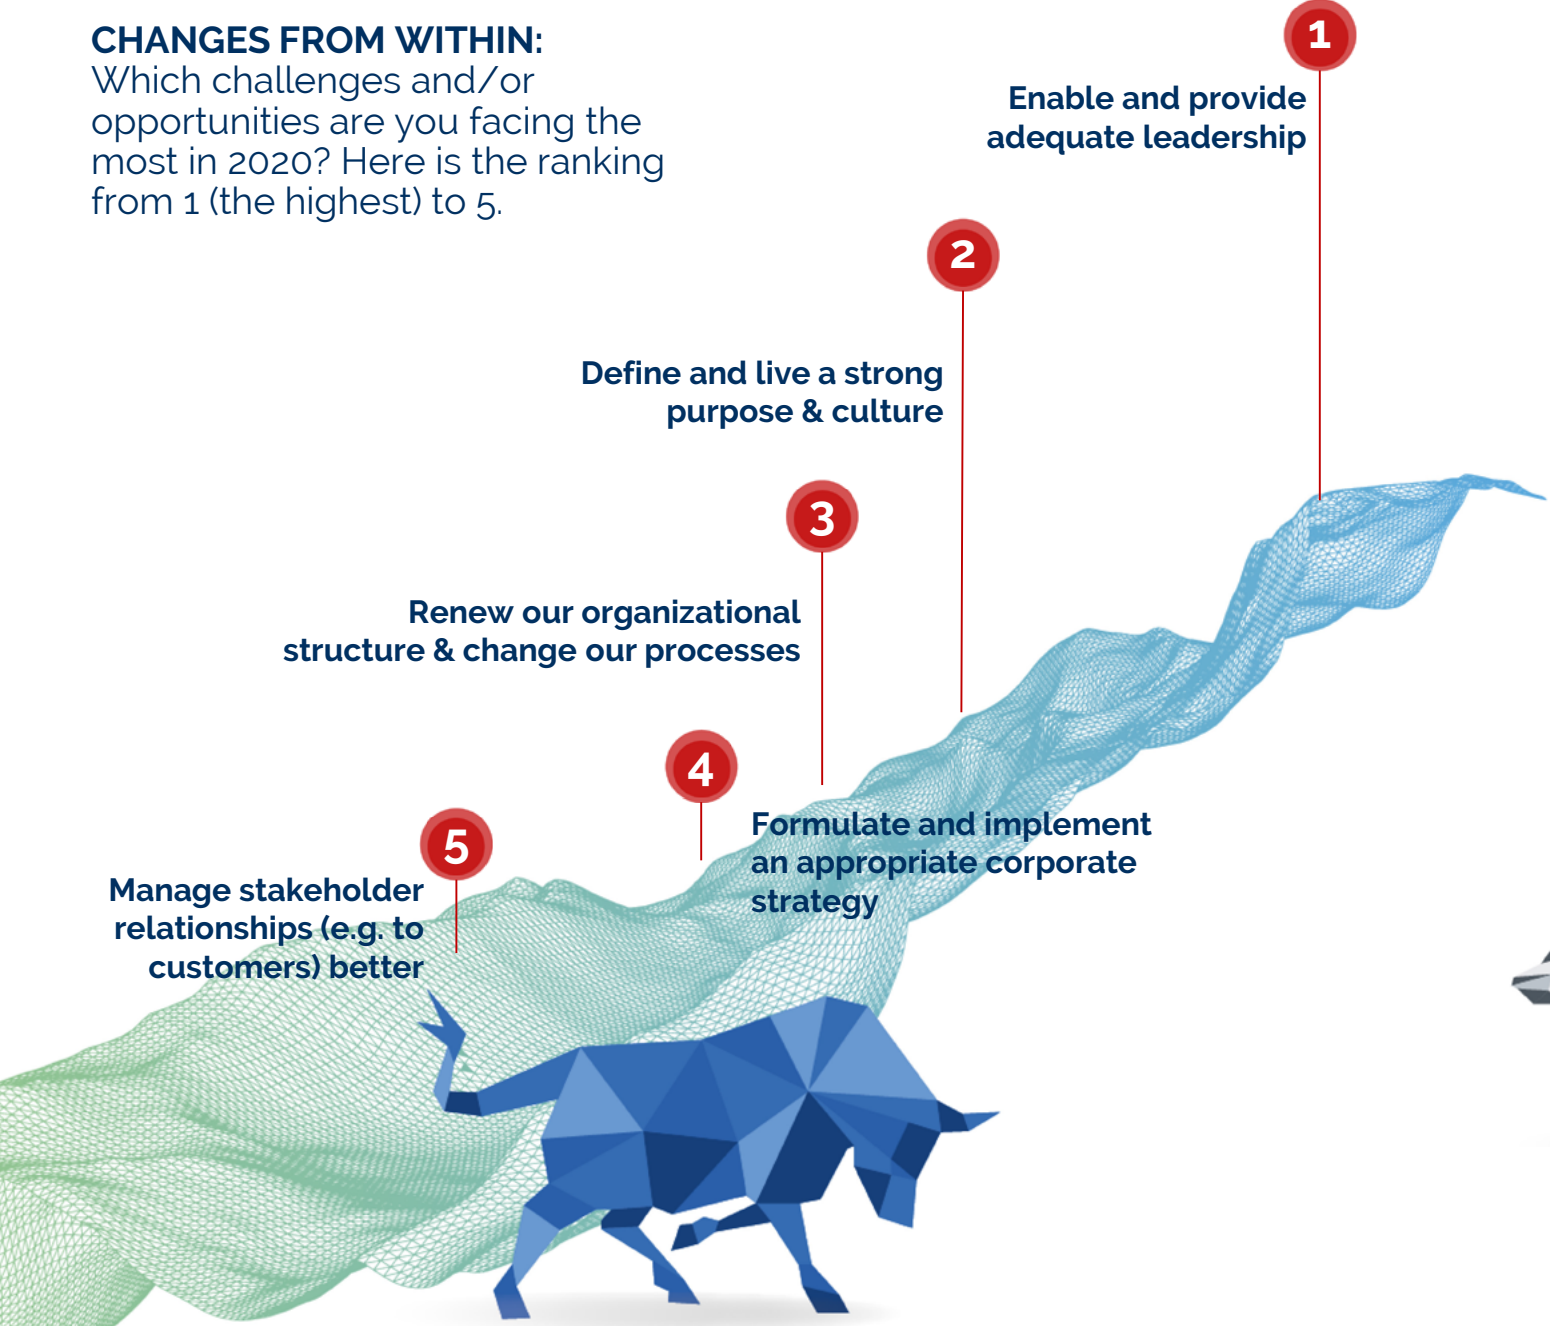 CHANGES FROM WITHIN:
Which challenges and/or
opportunities are you facing the
most in 2020? Here is the ranking
from 1 (the highest) to 5.
1
Enable and provide
adequate leadership
2
Define and live a strong
purpose & culture
3
Renew our organizational
structure & change our processes
4
Formulate and implement
an appropriate corporate
strategy
5
Manage stakeholder
relationships (e.g. to
customers) better